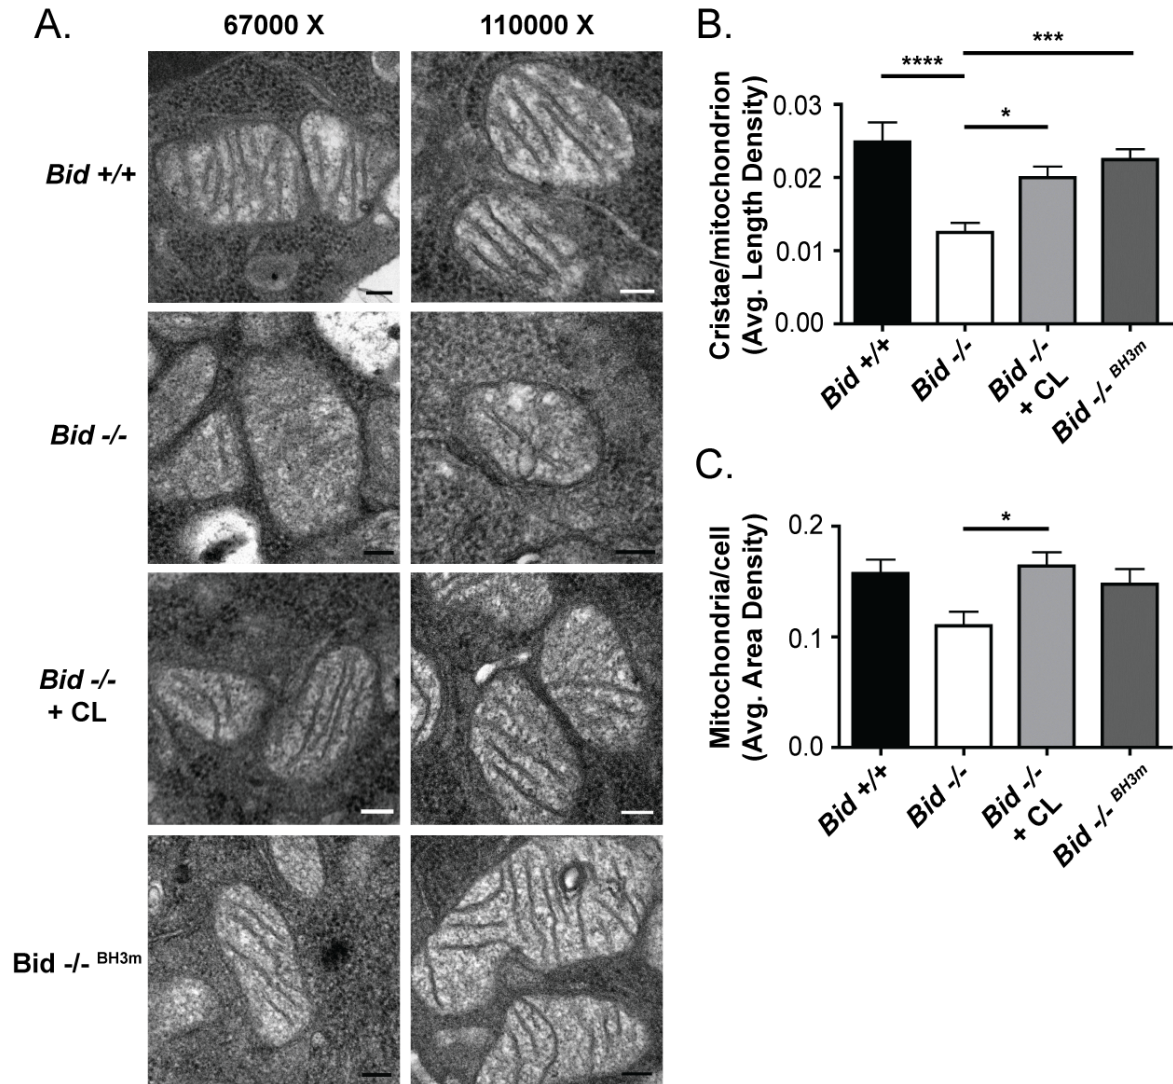 A.
67000 X
110000 X
Bid +/+
Bid -/-
Bid -/-
+ CL
Bid -/- BH3m
B.
***
****
*
Cristae/mitochondrion
(Avg. Length Density)
0.03
0.02
0.01
0.00
Bid +/+
Bid -/-
Bid -/-
+ CL
Bid -/- BH3m
C.
*
Mitochondria/cell
(Avg. Area Density)
0.2
0.1
0.0
Bid +/+
Bid -/-
Bid -/-
+ CL
Bid -/- BH3m